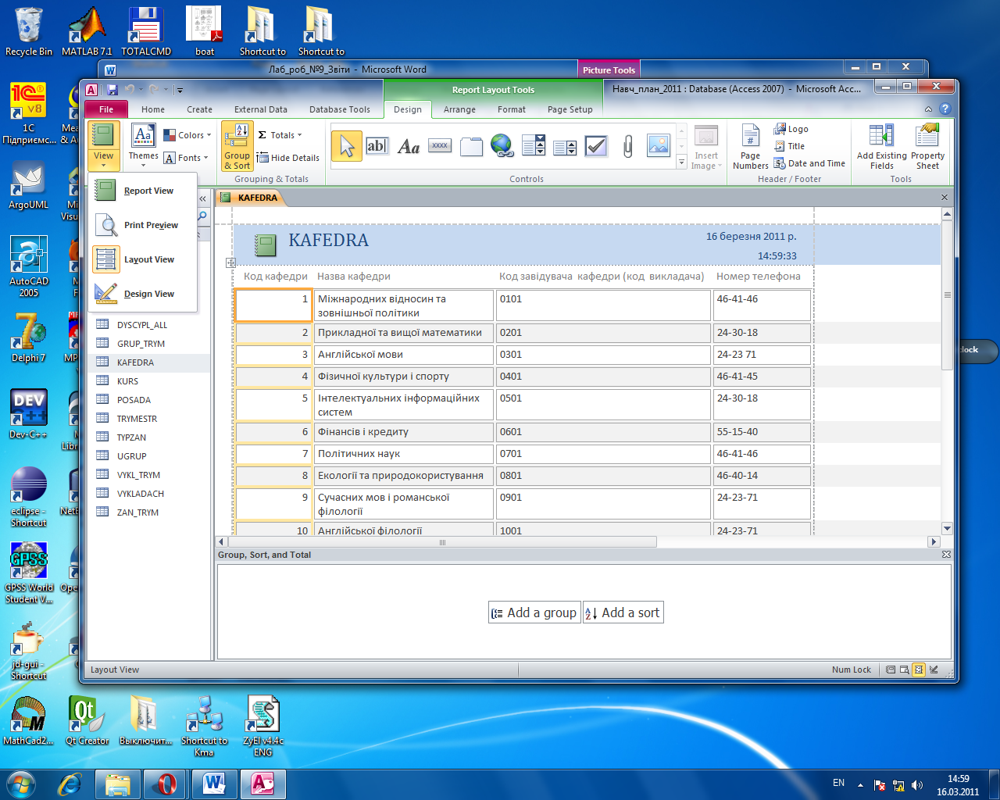 Recycle Bin
MATLAB 7.1
TOTALCMD
boat
Shortcut to
Shortcut to
Лаб_роб_№9_Звіти - Microsoft Word
Picture Tools
Report Layout Tools
Навч_план_2011 : Database (Access 2007) - Microsoft Acc...
File
Home
Create
External Data
Database Tools
Design
Arrange
Format
Page Setup
View
Themes
Colors
Fonts
Group
& Sort
Totals
Hide Details
Grouping & Totals
Controls
Insert
Image
Page
Numbers
Logo
Title
Date and Time
Header / Footer
Add Existing
Fields
Property
Sheet
Tools
Report View
Print Preview
Layout View
Design View
DYSCYPL_ALL
GRUP_TRYM
KAFEDRA
KURS
POSADA
TRYMESTR
TYPZAN
UGRUP
VYKL_TRYM
VYKLADACH
ZAN_TRYM
KAFEDRA
KAFEDRA
16 березня 2011 р.
14:59:33
Код кафедри Назва кафедри Код завідувача кафедри (код викладача) Номер телефона
1 Міжнародних відносин та зовнішньої політики 0101 46-41-46
2 Прикладної та вищої математики 0201 24-30-18
3 Англійської мови 0301 24-23 71
4 Фізичної культури і спорту 0401 46-41-45
5 Інтелектуальних інформаційних систем 0501 24-30-18
6 Фінансів і кредиту 0601 55-15-40
7 Політичних наук 0701 46-41-46
8 Екології та природокористування 0801 46-40-14
9 Сучасних мов і романської філології 0901 24-23-71
10 Англійської філології 1001 24-23-71
Group, Sort, and Total
Add a group
Add a sort
Layout View
Num Lock
1C
Підприємс...
ArgoUML
AutoCAD
2005
Delphi 7
Dev-C++
eclipse -
Shortcut
GPSS World
Student V...
jd-gui -
Shortcut
MathCad2...
Qt Creator
Выключит...
Shortcut to
Kma
ZyEl v4.4c
ENG
EN
14:59
16.03.2011